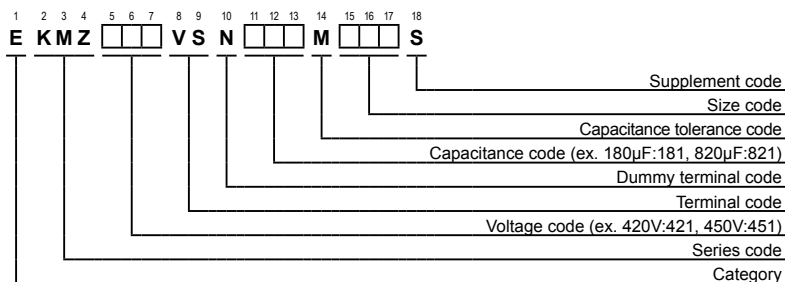 1 2 3 4 5 6 7 8 9 10 11 12 13 14 15 16 17 18
E K M Z □□□ V S N □□□ M □□□ S
Supplement code
Size code
Capacitance tolerance code
Capacitance code (ex. 180µF:181, 820µF:821)
Dummy terminal code
Terminal code
Voltage code (ex. 420V:421, 450V:451)
Series code
Category